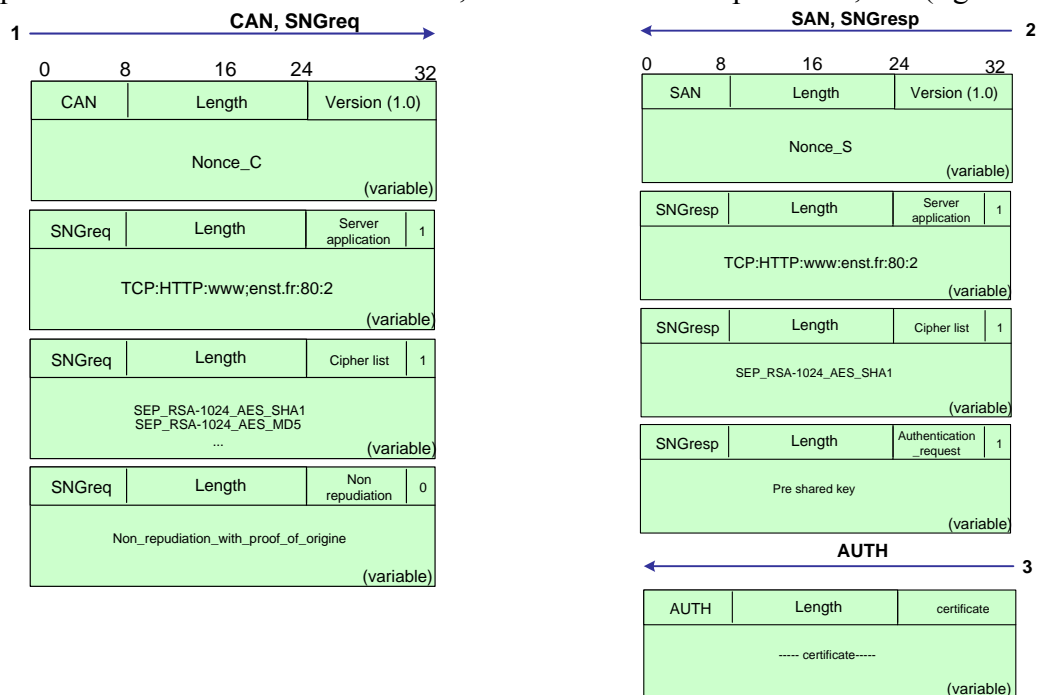 CAN, SNGreq
1
0 8 16 24 32
CAN Length Version (1.0)
Nonce_C
(variable)
SNGreq Length Server application 1
TCP:HTTP:www;enst.fr:80:2
(variable)
SNGreq Length Cipher list 1
SEP_RSA-1024_AES_SHA1
SEP_RSA-1024_AES_MD5
...
(variable)
SNGreq Length Non repudiation 0
Non_repudiation_with_proof_of_origine
(variable)
SAN, SNGresp
2
0 8 16 24 32
SAN Length Version (1.0)
Nonce_S
(variable)
SNGresp Length Server application 1
TCP:HTTP:www:enst.fr:80:2
(variable)
SNGresp Length Cipher list 1
SEP_RSA-1024_AES_SHA1
(variable)
SNGresp Length Authentication _request 1
Pre shared key
(variable)
AUTH
3
AUTH Length certificate
----- certificate-----
(variable)